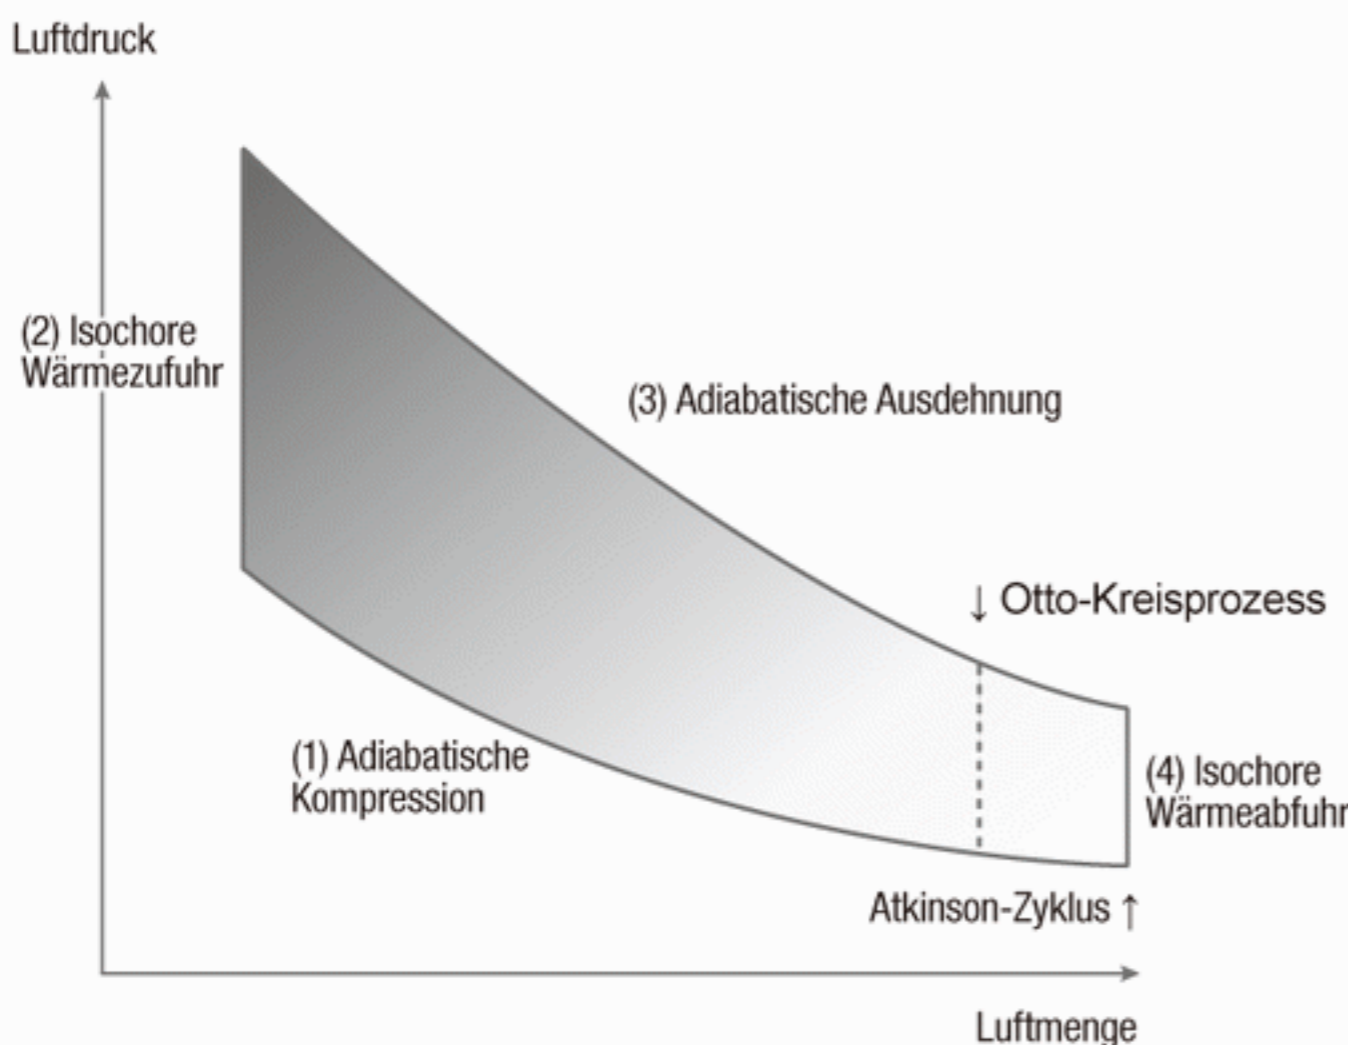 Luftdruck
(2) Isochore
Wärmezufuhr
(3) Adiabatische Ausdehnung
↓ Otto-Kreisprozess
(1) Adiabatische
Kompression
(4) Isochore
Wärmeabfuhr
Atkinson-Zyklus ↑
Luftmenge